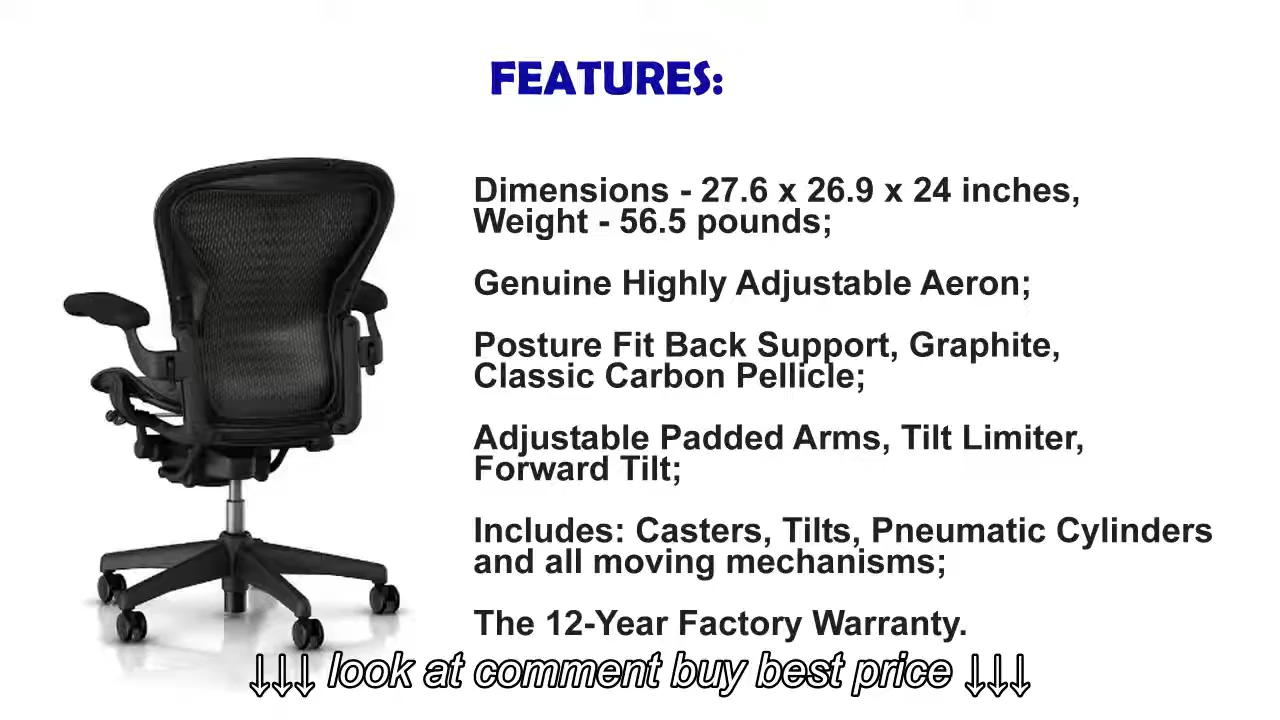 FEATURES:
Dimensions - 27.6 x 26.9 x 24 inches,
Weight - 56.5 pounds;
Genuine Highly Adjustable Aeron;
Posture Fit Back Support, Graphite,
Classic Carbon Pellicle;
Adjustable Padded Arms, Tilt Limiter,
Forward Tilt;
Includes: Casters, Tilts, Pneumatic Cylinders
and all moving mechanisms;
The 12-Year Factory Warranty.
↓↓↓ look at comment buy best price ↓↓↓